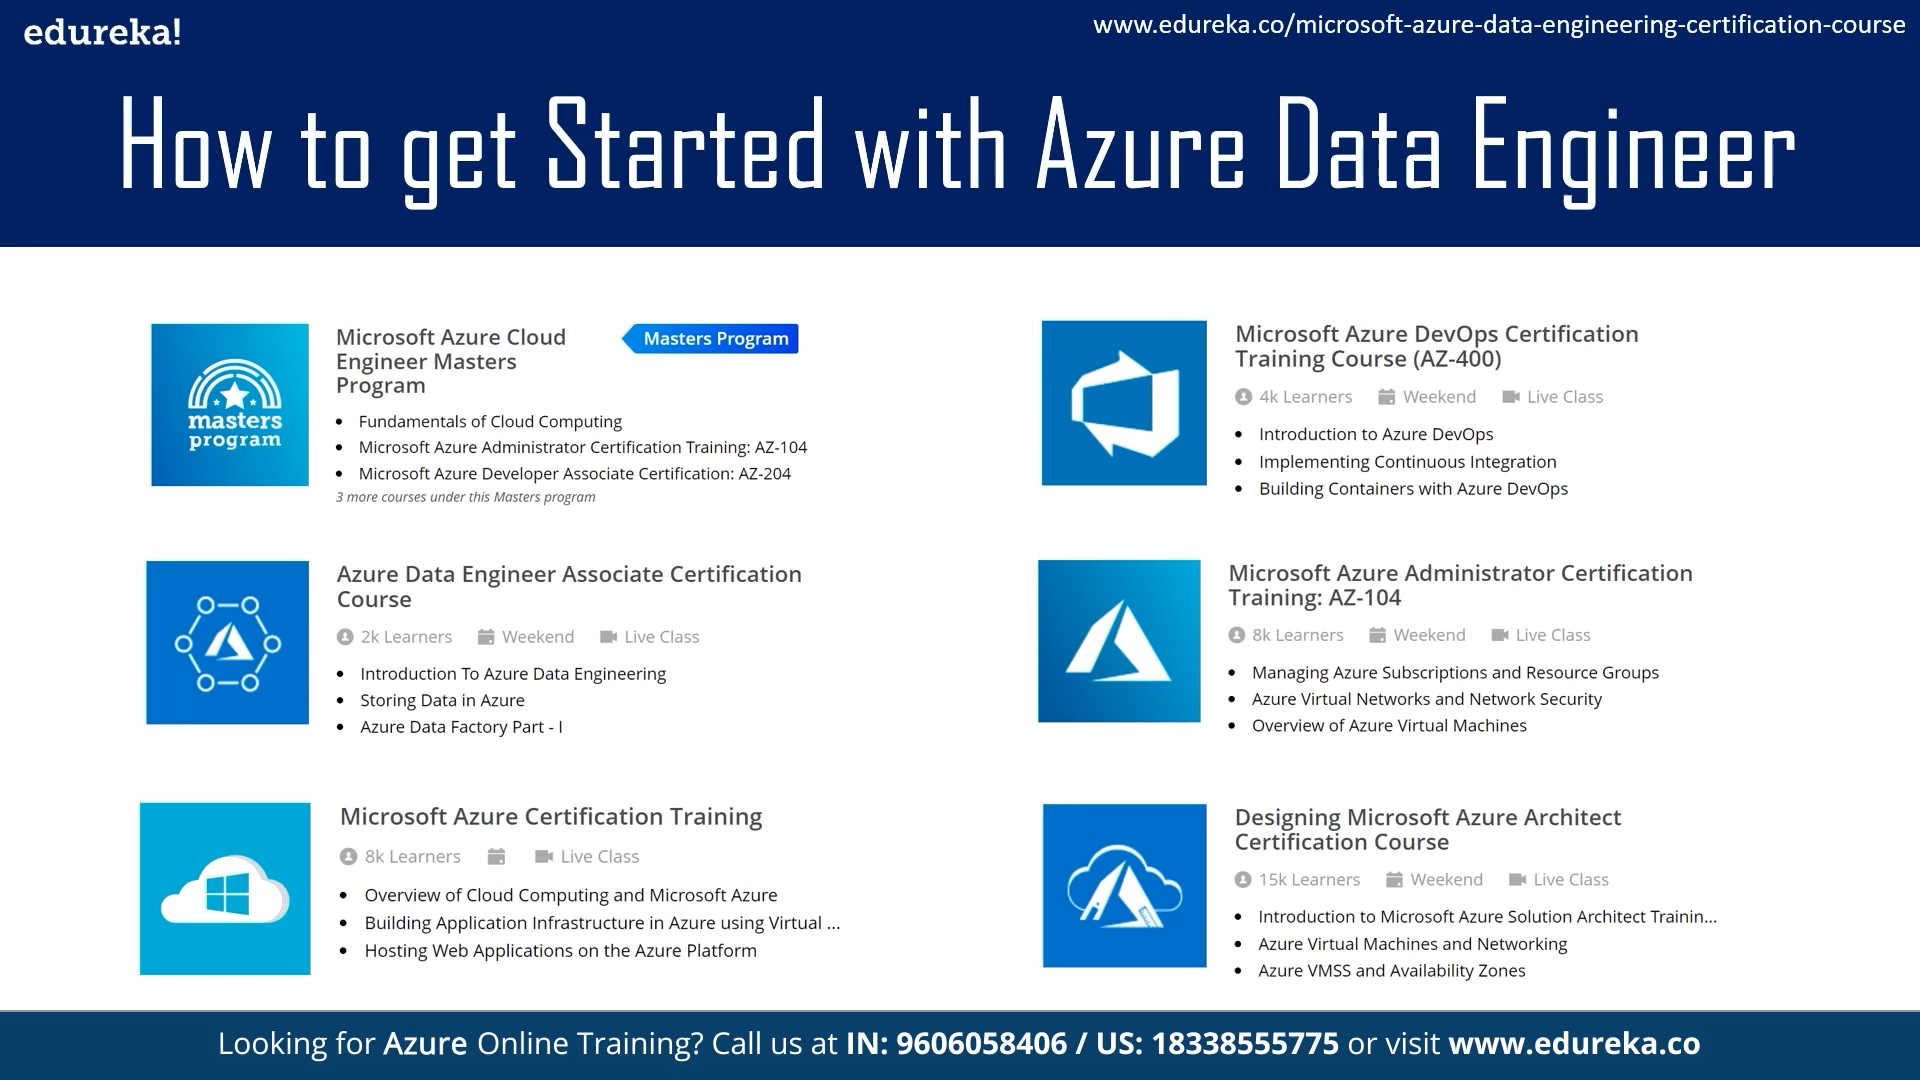 edureka!
www.edureka.co/microsoft-azure-data-engineering-certification-course
How to get Started with Azure Data Engineer
masters
program
Microsoft Azure Cloud
Engineer Masters
Program
Masters Program
• Fundamentals of Cloud Computing
• Microsoft Azure Administrator Certification Training: AZ-104
• Microsoft Azure Developer Associate Certification: AZ-204
3 more courses under this Masters program
Microsoft Azure DevOps Certification
Training Course (AZ-400)
4k Learners Weekend Live Class
• Introduction to Azure DevOps
• Implementing Continuous Integration
• Building Containers with Azure DevOps
Azure Data Engineer Associate Certification
Course
2k Learners Weekend Live Class
• Introduction To Azure Data Engineering
• Storing Data in Azure
• Azure Data Factory Part - I
Microsoft Azure Administrator Certification
Training: AZ-104
8k Learners Weekend Live Class
• Managing Azure Subscriptions and Resource Groups
• Azure Virtual Networks and Network Security
• Overview of Azure Virtual Machines
Microsoft Azure Certification Training
8k Learners Live Class
• Overview of Cloud Computing and Microsoft Azure
• Building Application Infrastructure in Azure using Virtual ...
• Hosting Web Applications on the Azure Platform
Designing Microsoft Azure Architect
Certification Course
15k Learners Weekend Live Class
• Introduction to Microsoft Azure Solution Architect Trainin...
• Azure Virtual Machines and Networking
• Azure VMSS and Availability Zones
Looking for Azure Online Training? Call us at IN: 9606058406 / US: 18338555775 or visit www.edureka.co